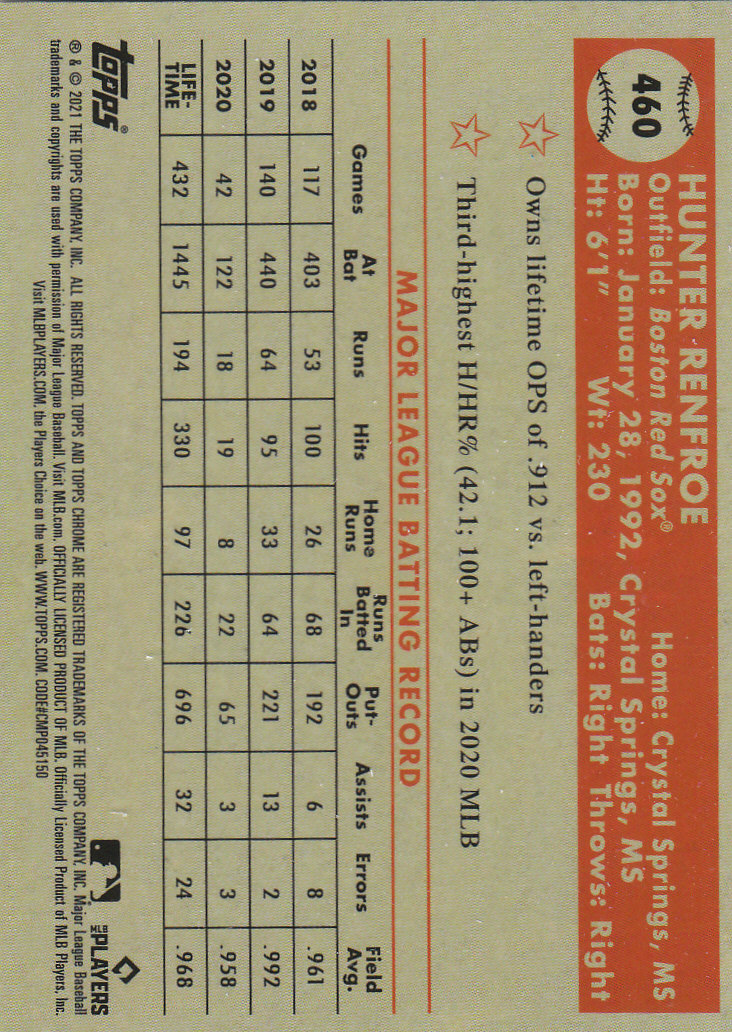 460
HUNTER RENFROE
Outfield: Boston Red Sox® Home: Crystal Springs, MS
Born: January 28, 1992, Crystal Springs, MS
Ht: 6'1" Wt: 230 Bats: Right Throws: Right
Owns lifetime OPS of .912 vs. left-handers
Third-highest H/HR% (42.1; 100+ ABs) in 2020 MLB
MAJOR LEAGUE BATTING RECORD
Games At Bat Runs Hits Home Runs Runs Batted In Put-Outs Assists Errors Field Avg.
2018 117 403 53 100 26 68 192 6 8 .961
2019 140 440 64 95 33 64 221 13 2 .992
2020 42 122 18 19 8 22 65 3 3 .958
LIFE-TIME 432 1445 194 330 97 226 696 32 24 .968
topps®
MLB PLAYERS
® & © 2021 THE TOPPS COMPANY, INC. ALL RIGHTS RESERVED. TOPPS AND TOPPS CHROME ARE REGISTERED TRADEMARKS OF THE TOPPS COMPANY, INC. Major League Baseball
trademarks and copyrights are used with permission of Major League Baseball. Visit MLB.com. OFFICIALLY LICENSED PRODUCT OF MLB. Officially Licensed Product of MLB Players, Inc.
Visit MLBPLAYERS.COM, the Players Choice on the web. WWW.TOPPS.COM. CODE#CMP045150